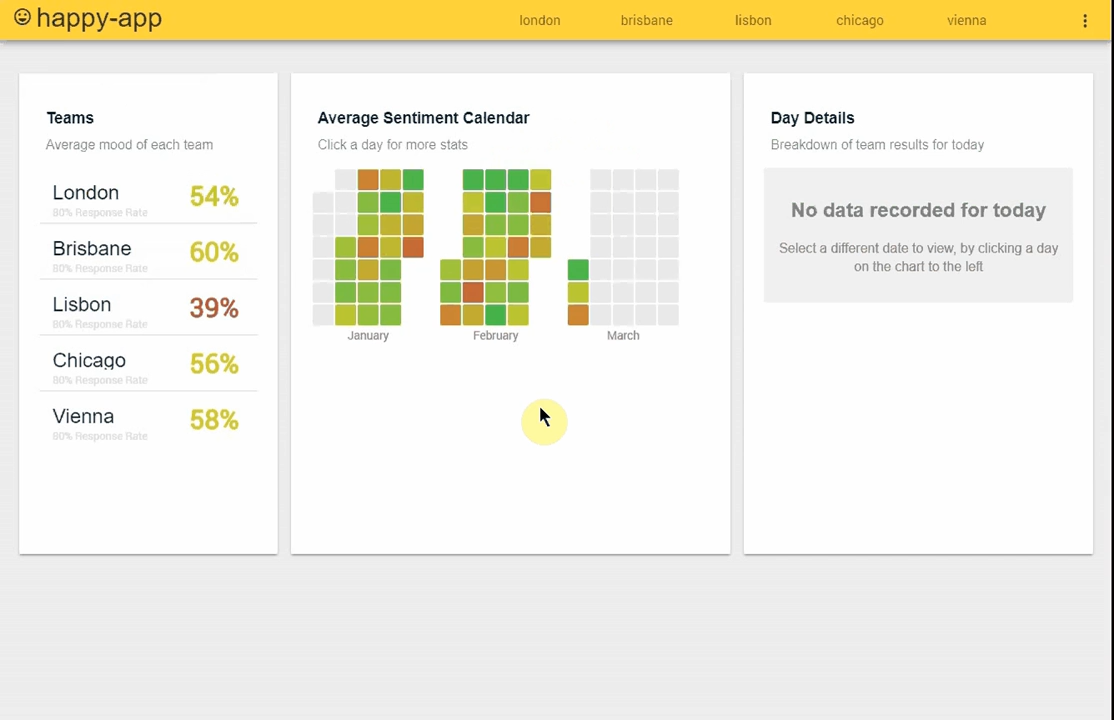 happy-app
london brisbane lisbon chicago vienna
Teams
Average mood of each team
London 54%
80% Response Rate
Brisbane 60%
80% Response Rate
Lisbon 39%
80% Response Rate
Chicago 56%
80% Response Rate
Vienna 58%
80% Response Rate
Average Sentiment Calendar
Click a day for more stats
January February March
Day Details
Breakdown of team results for today
No data recorded for today
Select a different date to view, by clicking a day
on the chart to the left